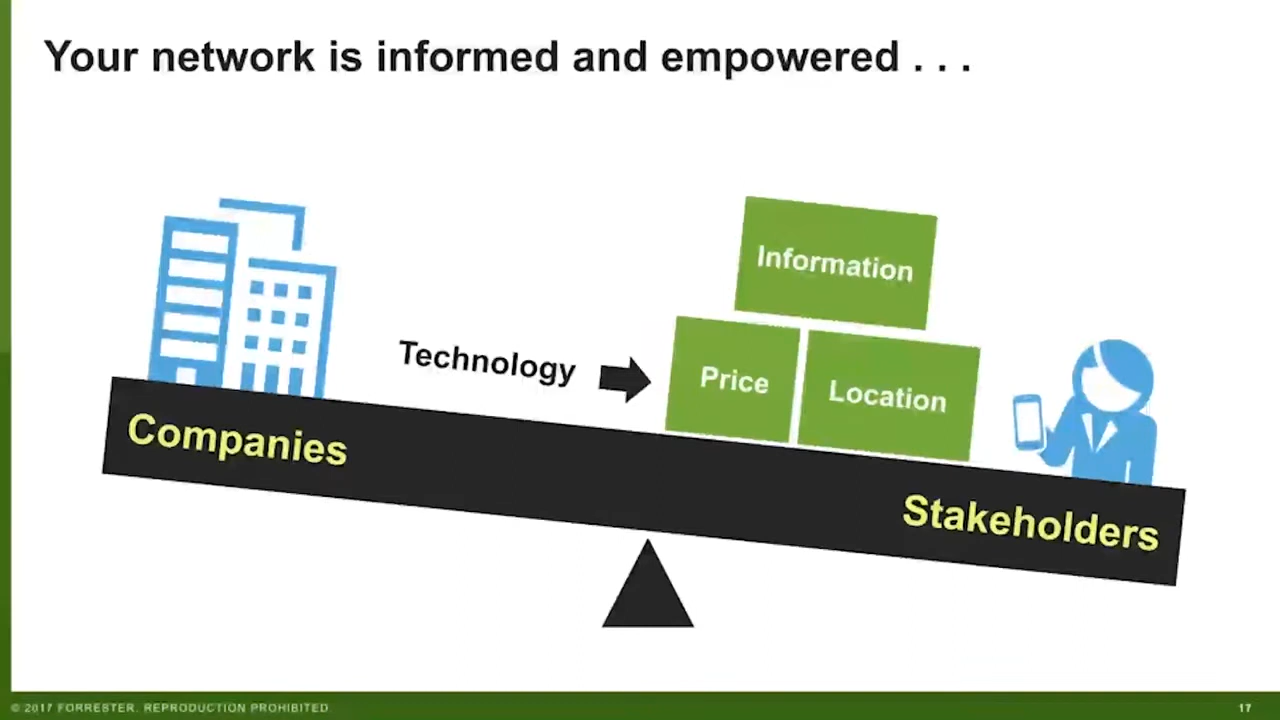 Your network is informed and empowered . . .
Information
Technology
Price
Location
Companies
Stakeholders
© 2017 FORRESTER. REPRODUCTION PROHIBITED.
17